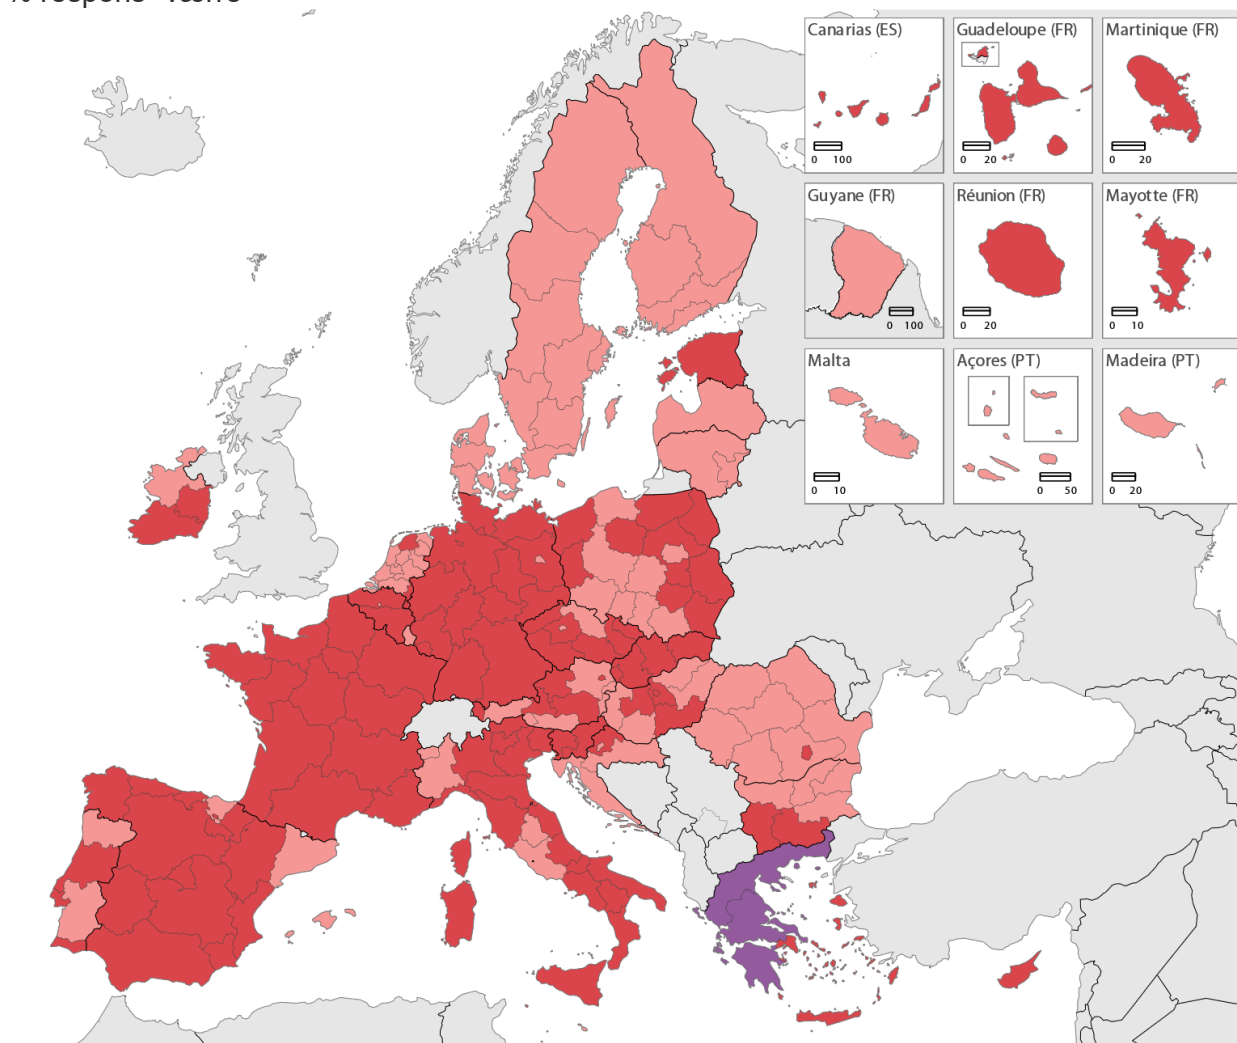 Canarias (ES)
0 100
Guadeloupe (FR)
0 20
Martinique (FR)
0 20
Guyane (FR)
0 100
Réunion (FR)
0 20
Mayotte (FR)
0 10
Malta
0 10
Açores (PT)
0 50
Madeira (PT)
0 20